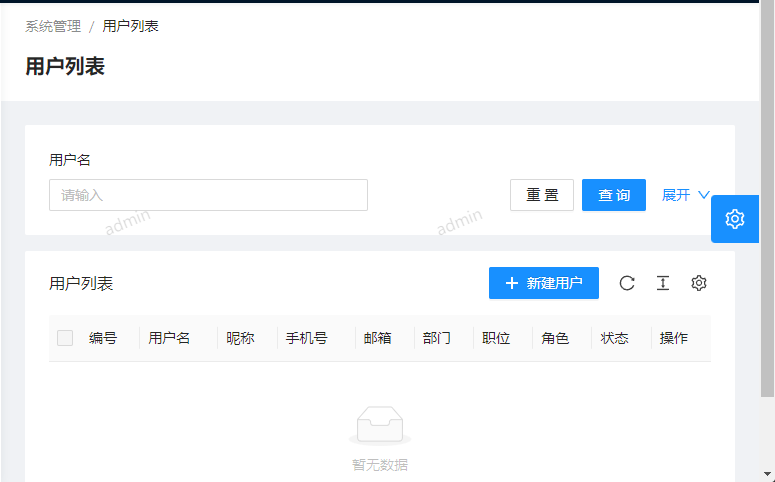 系统管理 / 用户列表
用户列表
用户名
请输入
重 置 查 询 展开
admin admin
用户列表 新建用户
编号 用户名 昵称 手机号 邮箱 部门 职位 角色 状态 操作
暂无数据